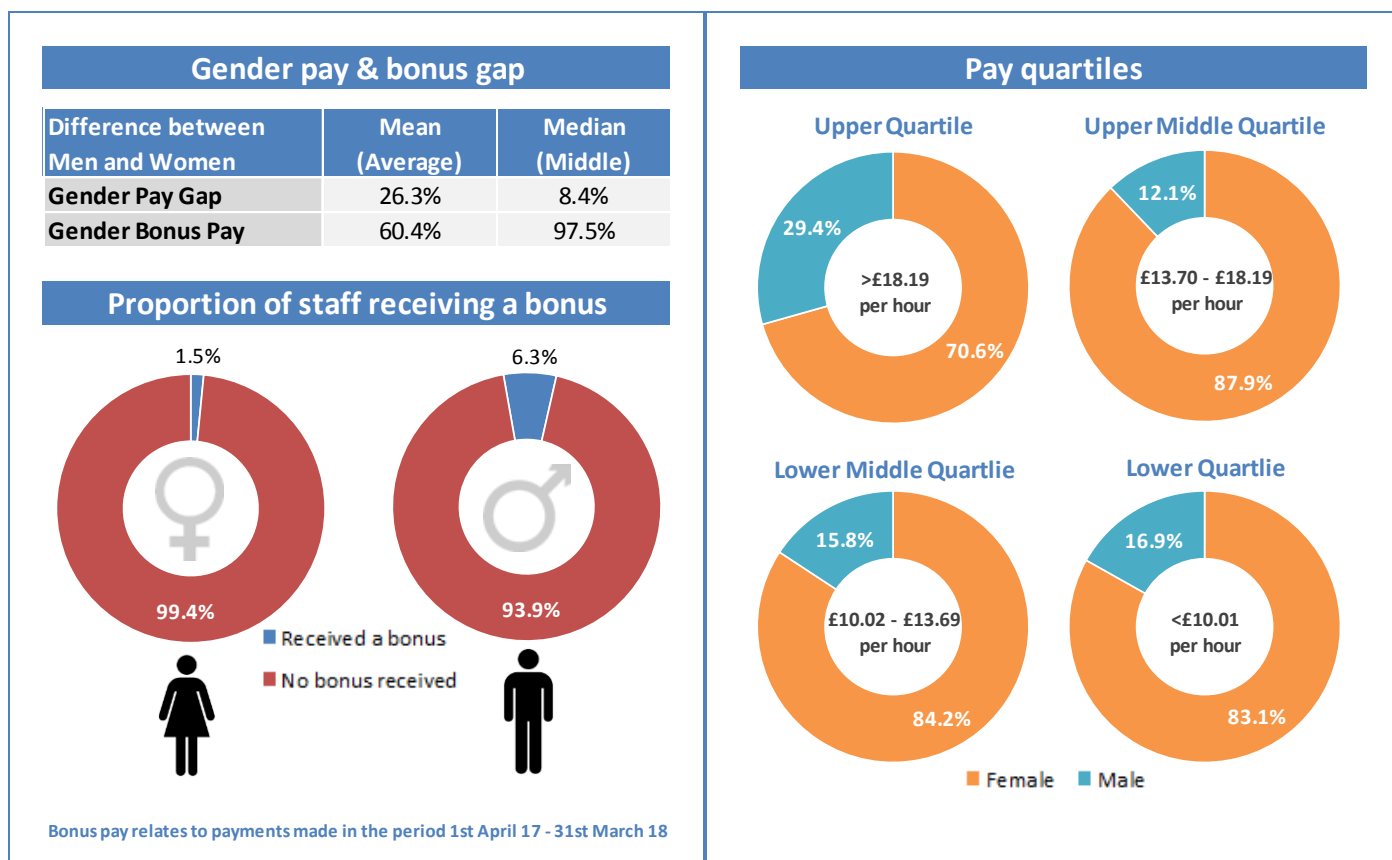 Gender pay & bonus gap
Difference between Men and Women
Mean (Average)
Median (Middle)
Gender Pay Gap 26.3% 8.4%
Gender Bonus Pay 60.4% 97.5%
Proportion of staff receiving a bonus
1.5%
99.4%
6.3%
93.9%
Received a bonus
No bonus received
Bonus pay relates to payments made in the period 1st April 17 - 31st March 18
Pay quartiles
Upper Quartile
29.4%
>£18.19
per hour
70.6%
Upper Middle Quartile
12.1%
£13.70 - £18.19
per hour
87.9%
Lower Middle Quartlie
15.8%
£10.02 - £13.69
per hour
84.2%
Lower Quartlie
16.9%
<£10.01
per hour
83.1%
Female
Male